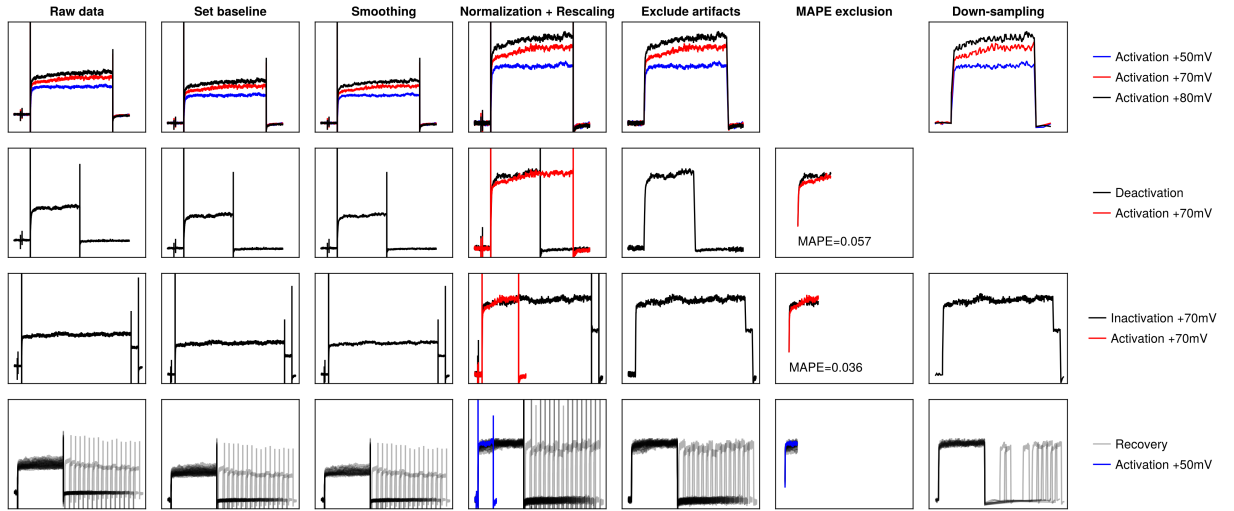 Raw data
Set baseline
Smoothing
Normalization + Rescaling
Exclude artifacts
MAPE exclusion
Down-sampling
Activation +50mV
Activation +70mV
Activation +80mV
Deactivation
Activation +70mV
MAPE=0.057
Inactivation +70mV
Activation +70mV
MAPE=0.036
Recovery
Activation +50mV